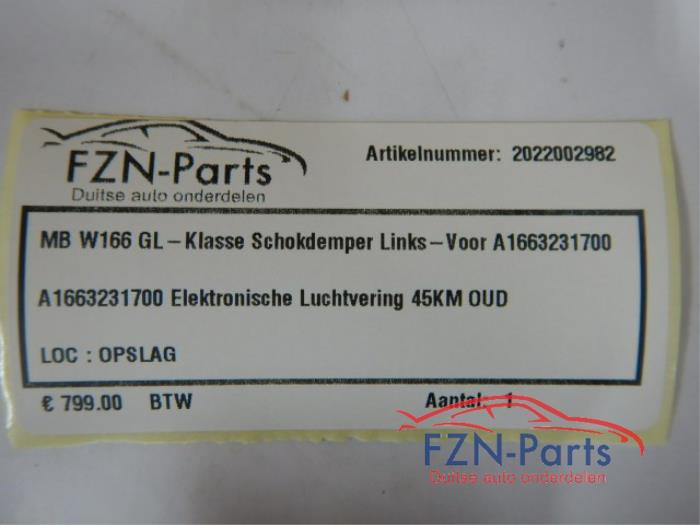 FZN-Parts
Duitse auto onderdelen
Artikelnummer: 2022002982
MB W166 GL-Klasse Schokdemper Links-Voor A1663231700
A1663231700 Elektronische Luchtvering 45KM OUD
LOC : OPSLAG
€ 799.00 BTW
Aantal: 1
FZN-Parts
Duitse auto onderdelen